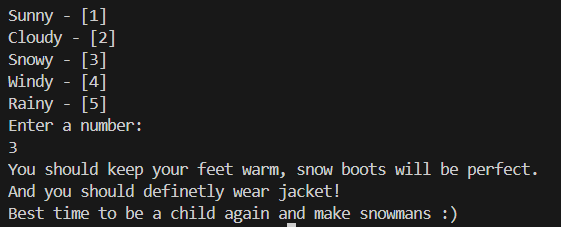 Sunny - [1]
Cloudy - [2]
Snowy - [3]
Windy - [4]
Rainy - [5]
Enter a number:
3
You should keep your feet warm, snow boots will be perfect.
And you should definetly wear jacket!
Best time to be a child again and make snowmans :)